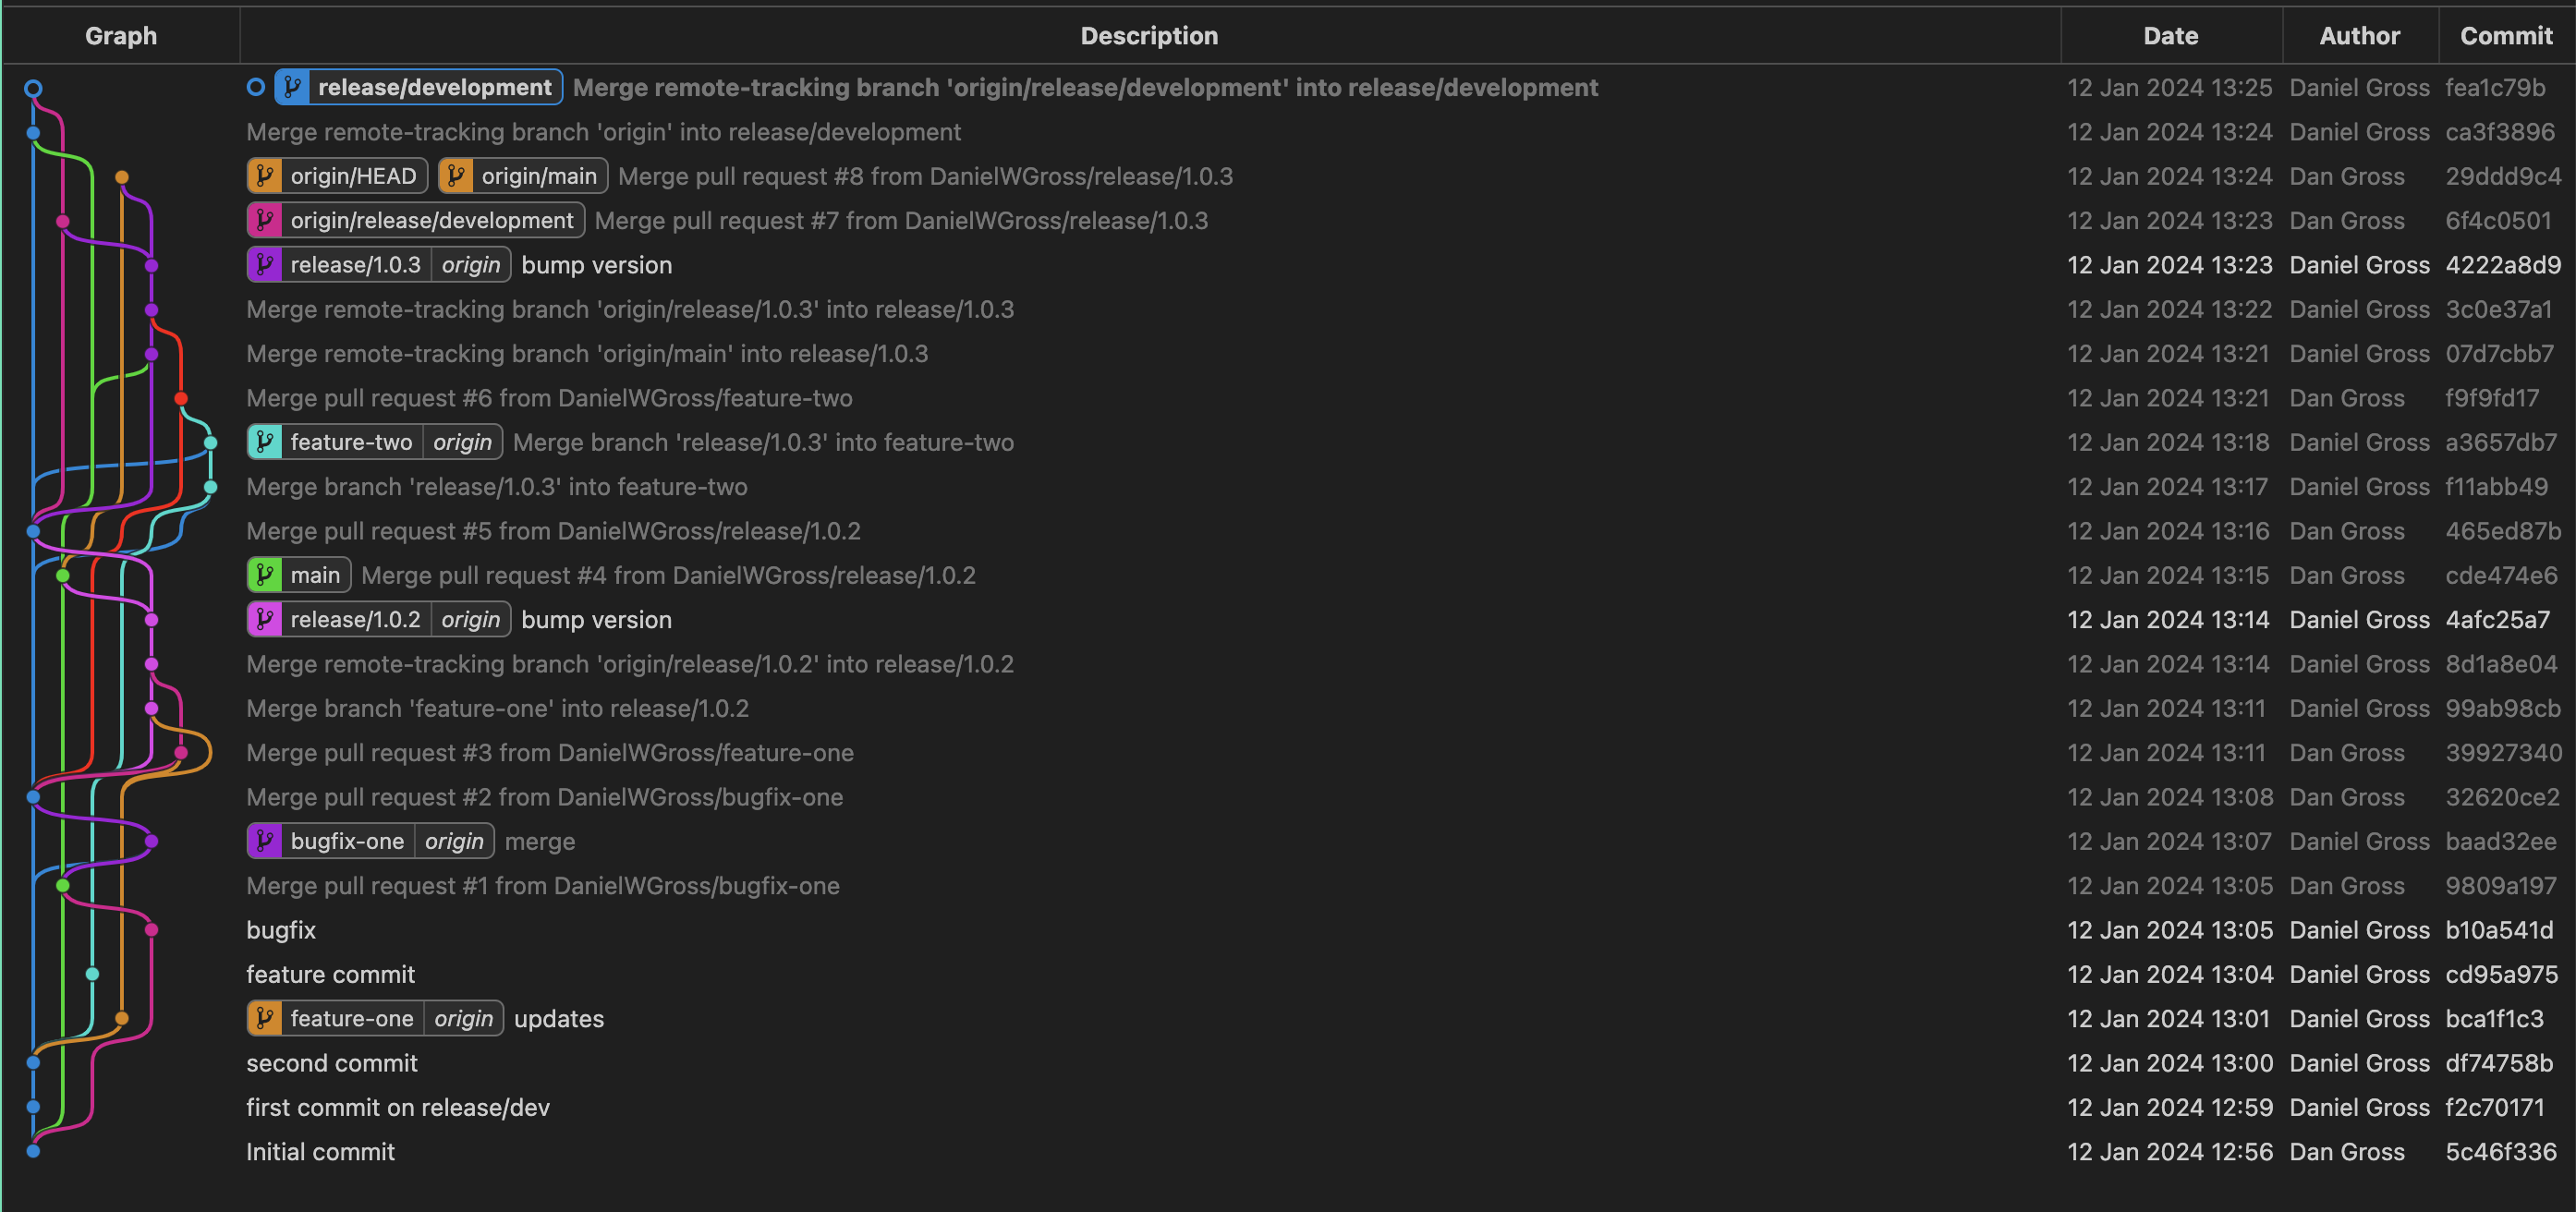 Graph Description Date Author Commit
release/development Merge remote-tracking branch 'origin/release/development' into release/development 12 Jan 2024 13:25 Daniel Gross fea1c79b
Merge remote-tracking branch 'origin' into release/development 12 Jan 2024 13:24 Daniel Gross ca3f3896
origin/HEAD origin/main Merge pull request #8 from DanielWGross/release/1.0.3 12 Jan 2024 13:24 Dan Gross 29ddd9c4
origin/release/development Merge pull request #7 from DanielWGross/release/1.0.3 12 Jan 2024 13:23 Dan Gross 6f4c0501
release/1.0.3 origin bump version 12 Jan 2024 13:23 Daniel Gross 4222a8d9
Merge remote-tracking branch 'origin/release/1.0.3' into release/1.0.3 12 Jan 2024 13:22 Daniel Gross 3c0e37a1
Merge remote-tracking branch 'origin/main' into release/1.0.3 12 Jan 2024 13:21 Daniel Gross 07d7cbb7
Merge pull request #6 from DanielWGross/feature-two 12 Jan 2024 13:21 Dan Gross f9f9fd17
feature-two origin Merge branch 'release/1.0.3' into feature-two 12 Jan 2024 13:18 Daniel Gross a3657db7
Merge branch 'release/1.0.3' into feature-two 12 Jan 2024 13:17 Daniel Gross f11abb49
Merge pull request #5 from DanielWGross/release/1.0.2 12 Jan 2024 13:16 Dan Gross 465ed87b
main Merge pull request #4 from DanielWGross/release/1.0.2 12 Jan 2024 13:15 Dan Gross cde474e6
release/1.0.2 origin bump version 12 Jan 2024 13:14 Daniel Gross 4afc25a7
Merge remote-tracking branch 'origin/release/1.0.2' into release/1.0.2 12 Jan 2024 13:14 Daniel Gross 8d1a8e04
Merge branch 'feature-one' into release/1.0.2 12 Jan 2024 13:11 Daniel Gross 99ab98cb
Merge pull request #3 from DanielWGross/feature-one 12 Jan 2024 13:11 Dan Gross 39927340
Merge pull request #2 from DanielWGross/bugfix-one 12 Jan 2024 13:08 Dan Gross 32620ce2
bugfix-one origin merge 12 Jan 2024 13:07 Daniel Gross baad32ee
Merge pull request #1 from DanielWGross/bugfix-one 12 Jan 2024 13:05 Dan Gross 9809a197
bugfix 12 Jan 2024 13:05 Daniel Gross b10a541d
feature commit 12 Jan 2024 13:04 Daniel Gross cd95a975
feature-one origin updates 12 Jan 2024 13:01 Daniel Gross bca1f1c3
second commit 12 Jan 2024 13:00 Daniel Gross df74758b
first commit on release/dev 12 Jan 2024 12:59 Daniel Gross f2c70171
Initial commit 12 Jan 2024 12:56 Dan Gross 5c46f336